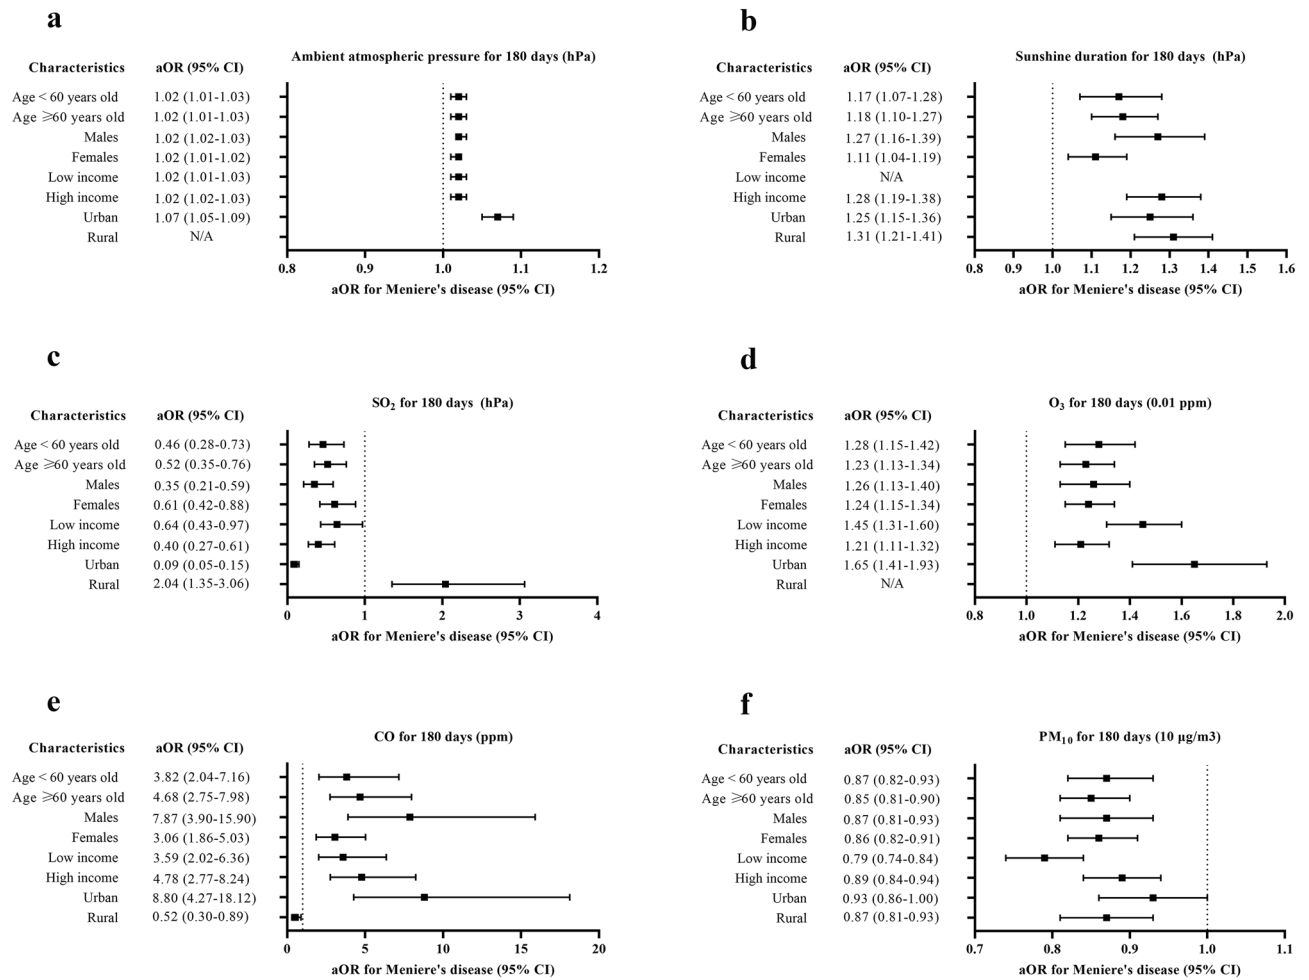 a
Ambient atmospheric pressure for 180 days (hPa)
Characteristics aOR (95% CI)
Age < 60 years old 1.02 (1.01-1.03)
Age ⩾60 years old 1.02 (1.01-1.03)
Males 1.02 (1.02-1.03)
Females 1.02 (1.01-1.02)
Low income 1.02 (1.01-1.03)
High income 1.02 (1.02-1.03)
Urban 1.07 (1.05-1.09)
Rural N/A
0.8 0.9 1.0 1.1 1.2
aOR for Meniere's disease (95% CI)
b
Sunshine duration for 180 days (hPa)
Characteristics aOR (95% CI)
Age < 60 years old 1.17 (1.07-1.28)
Age ⩾60 years old 1.18 (1.10-1.27)
Males 1.27 (1.16-1.39)
Females 1.11 (1.04-1.19)
Low income N/A
High income 1.28 (1.19-1.38)
Urban 1.25 (1.15-1.36)
Rural 1.31 (1.21-1.41)
0.8 0.9 1.0 1.1 1.2 1.3 1.4 1.5 1.6
aOR for Meniere's disease (95% CI)
c
SO2 for 180 days (hPa)
Characteristics aOR (95% CI)
Age < 60 years old 0.46 (0.28-0.73)
Age ⩾60 years old 0.52 (0.35-0.76)
Males 0.35 (0.21-0.59)
Females 0.61 (0.42-0.88)
Low income 0.64 (0.43-0.97)
High income 0.40 (0.27-0.61)
Urban 0.09 (0.05-0.15)
Rural 2.04 (1.35-3.06)
0 1 2 3 4
aOR for Meniere's disease (95% CI)
d
O3 for 180 days (0.01 ppm)
Characteristics aOR (95% CI)
Age < 60 years old 1.28 (1.15-1.42)
Age ⩾60 years old 1.23 (1.13-1.34)
Males 1.26 (1.13-1.40)
Females 1.24 (1.15-1.34)
Low income 1.45 (1.31-1.60)
High income 1.21 (1.11-1.32)
Urban 1.65 (1.41-1.93)
Rural N/A
0.8 1.0 1.2 1.4 1.6 1.8 2.0
aOR for Meniere's disease (95% CI)
e
CO for 180 days (ppm)
Characteristics aOR (95% CI)
Age < 60 years old 3.82 (2.04-7.16)
Age ⩾60 years old 4.68 (2.75-7.98)
Males 7.87 (3.90-15.90)
Females 3.06 (1.86-5.03)
Low income 3.59 (2.02-6.36)
High income 4.78 (2.77-8.24)
Urban 8.80 (4.27-18.12)
Rural 0.52 (0.30-0.89)
0 5 10 15 20
aOR for Meniere's disease (95% CI)
f
PM10 for 180 days (10 μg/m3)
Characteristics aOR (95% CI)
Age < 60 years old 0.87 (0.82-0.93)
Age ⩾60 years old 0.85 (0.81-0.90)
Males 0.87 (0.81-0.93)
Females 0.86 (0.82-0.91)
Low income 0.79 (0.74-0.84)
High income 0.89 (0.84-0.94)
Urban 0.93 (0.86-1.00)
Rural 0.87 (0.81-0.93)
0.7 0.8 0.9 1.0 1.1
aOR for Meniere's disease (95% CI)